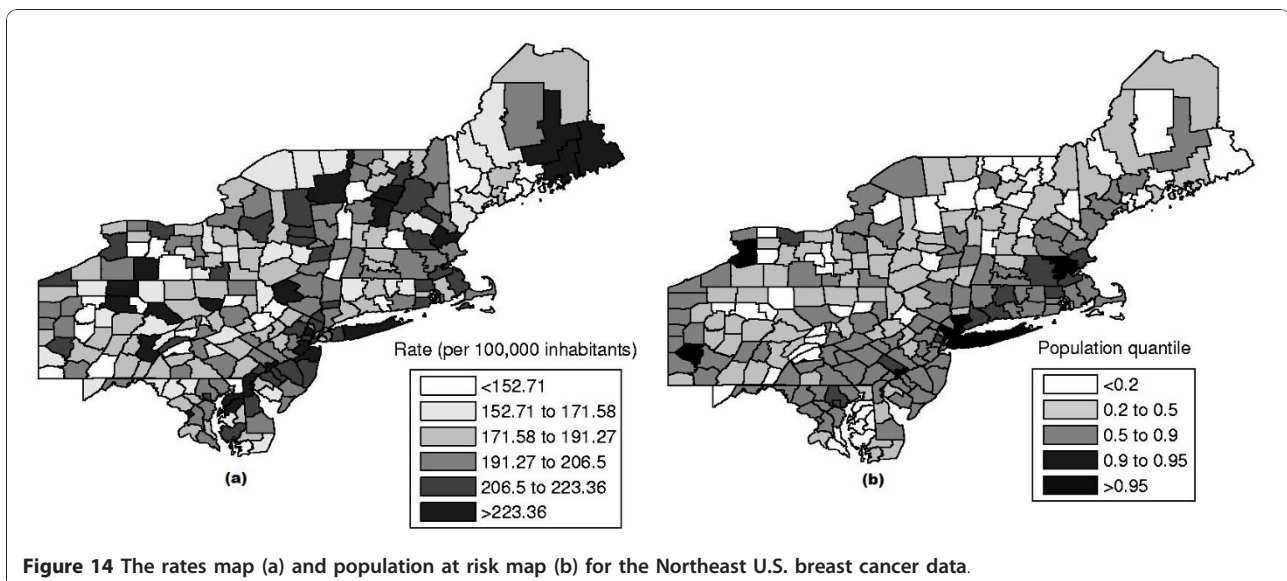 Rate (per 100,000 inhabitants)
<152.71
152.71 to 171.58
171.58 to 191.27
191.27 to 206.5
206.5 to 223.36
>223.36
(a)
Population quantile
<0.2
0.2 to 0.5
0.5 to 0.9
0.9 to 0.95
>0.95
(b)
Figure 14 The rates map (a) and population at risk map (b) for the Northeast U.S. breast cancer data.